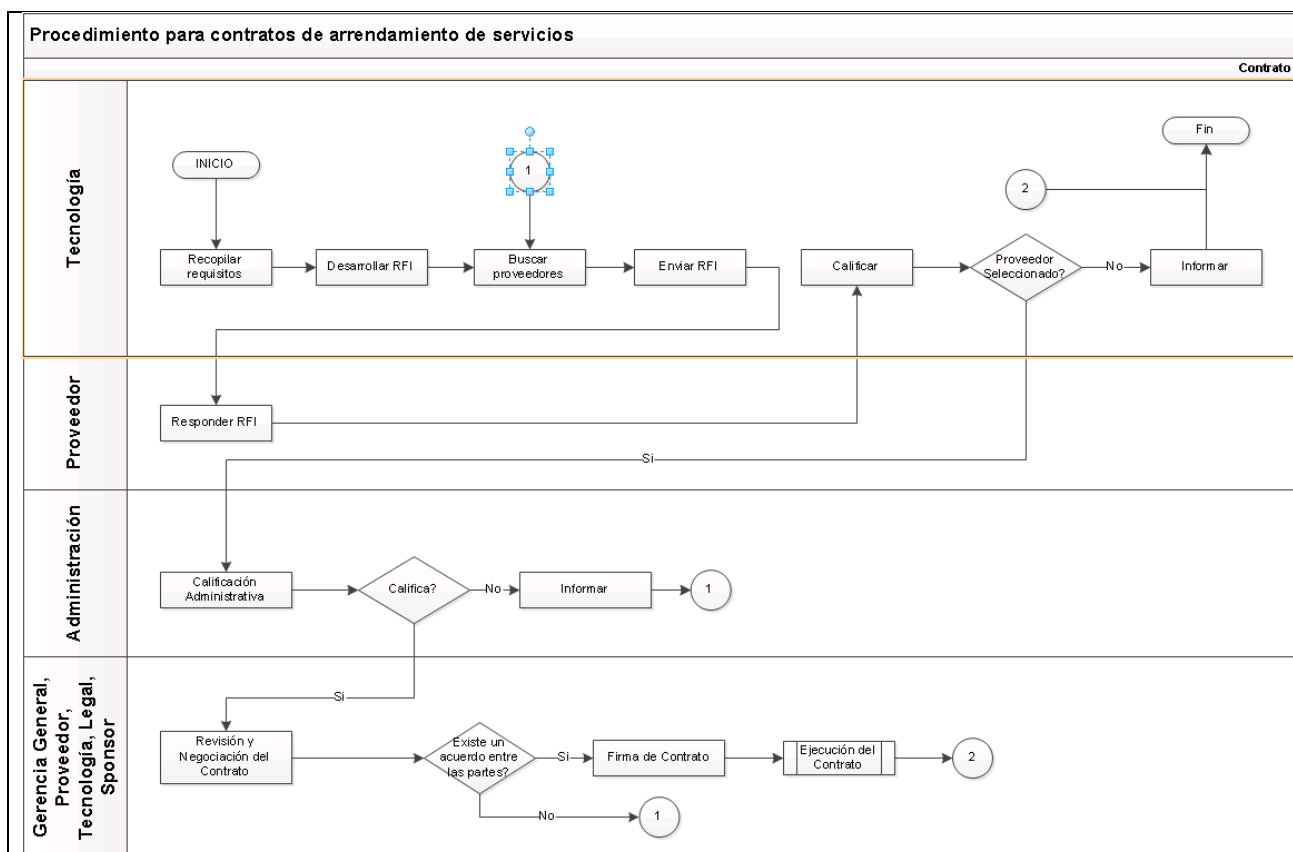 Procedimiento para contratos de arrendamiento de servicios
Contrato
Tecnología
INICIO
1
Fin
2
Recopilar
requisitos
Desarrollar RFI
Buscar
proveedores
Enviar RFI
Calificar
Proveedor
Seleccionado?
No
Informar
Proveedor
Responder RFI
Si
Administración
Calificación
Administrativa
Califica?
No
Informar
1
Gerencia General,
Proveedor,
Tecnología, Legal,
Sponsor
Si
Revisión y
Negociación del
Contrato
Existe un
acuerdo entre
las partes?
Si
Firma de Contrato
Ejecución del
Contrato
2
No
1